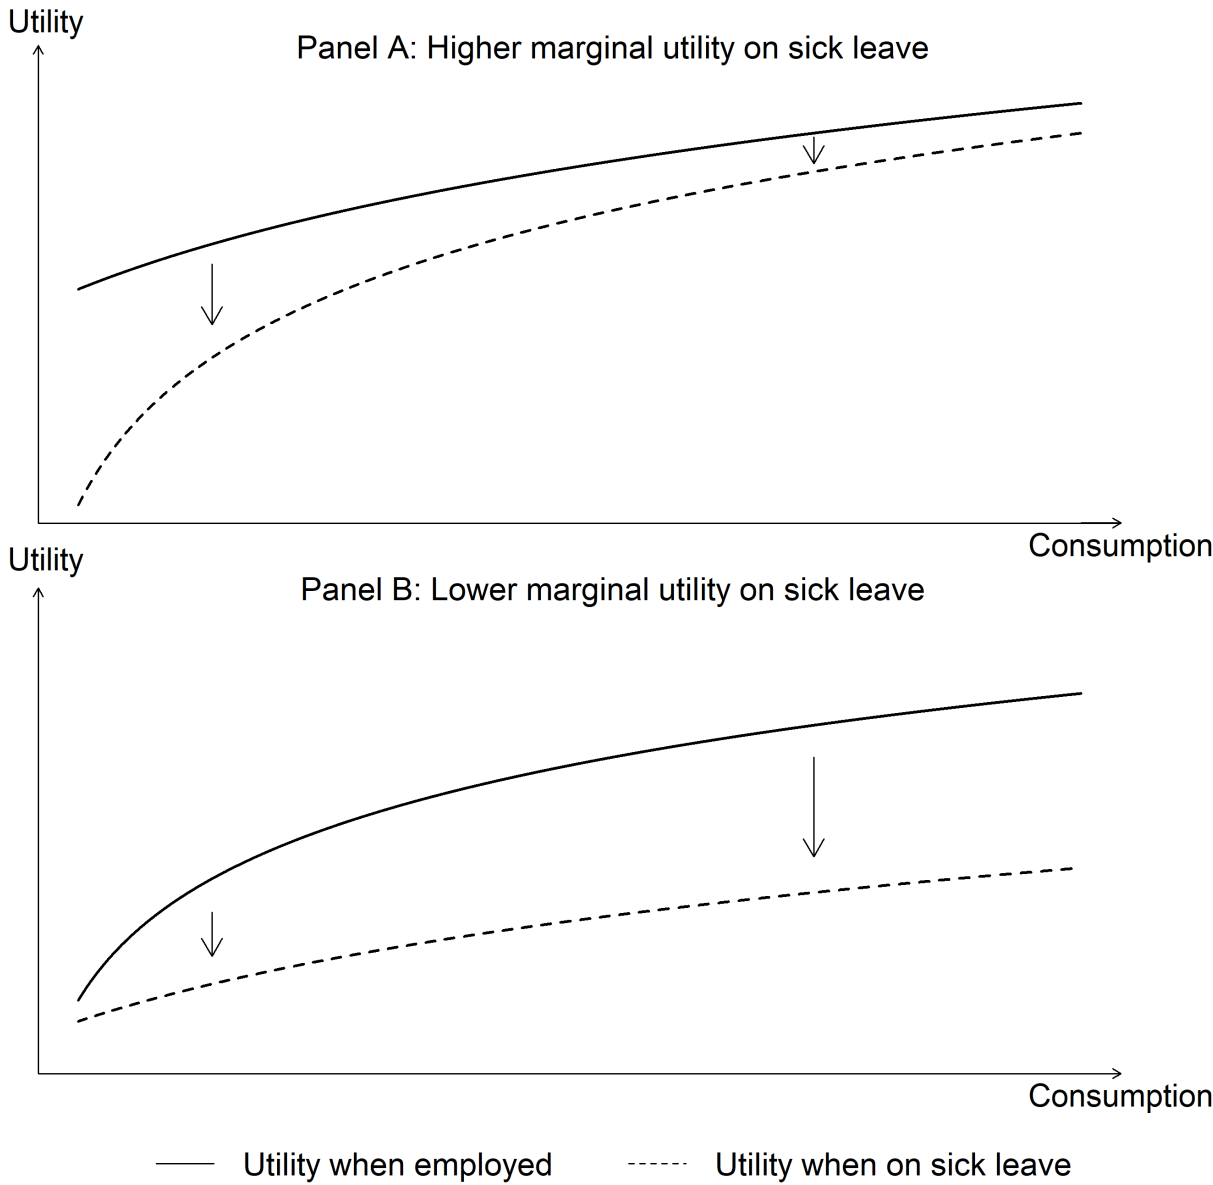 Utility
Panel A: Higher marginal utility on sick leave
Consumption
Utility
Panel B: Lower marginal utility on sick leave
Consumption
Utility when employed
Utility when on sick leave